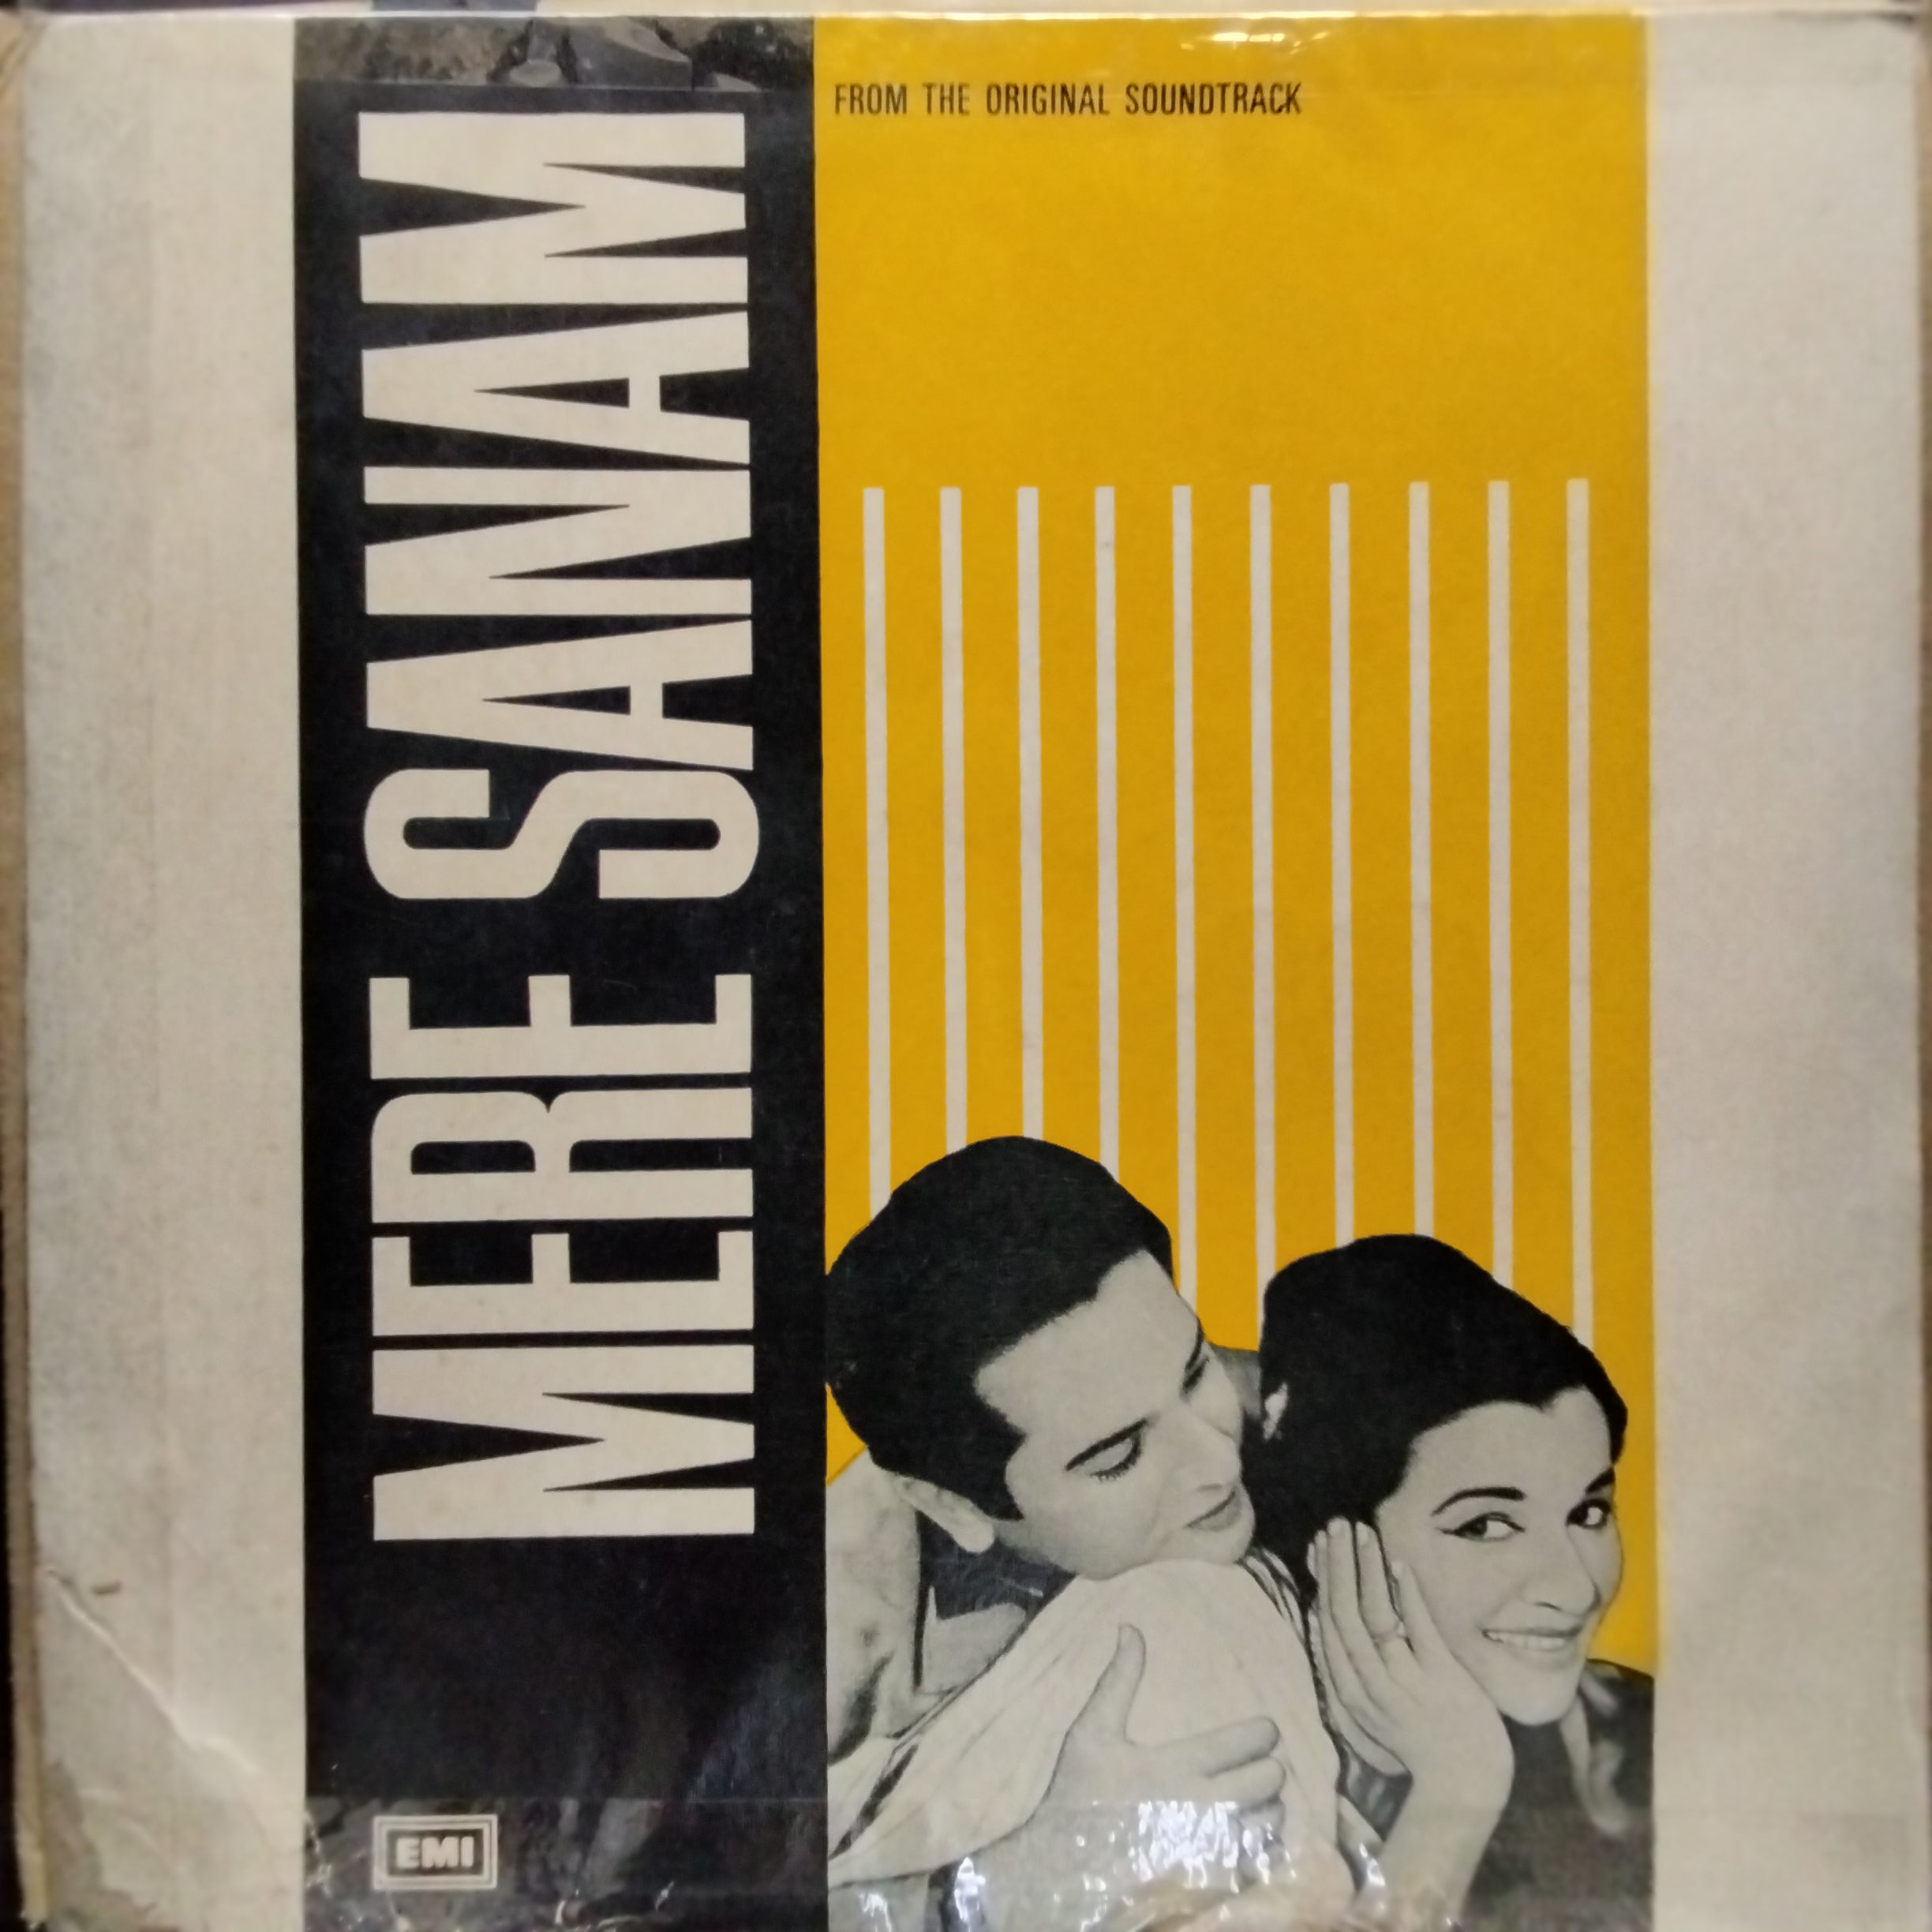 FROM THE ORIGINAL SOUNDTRACK
MERE SANAM
EMI